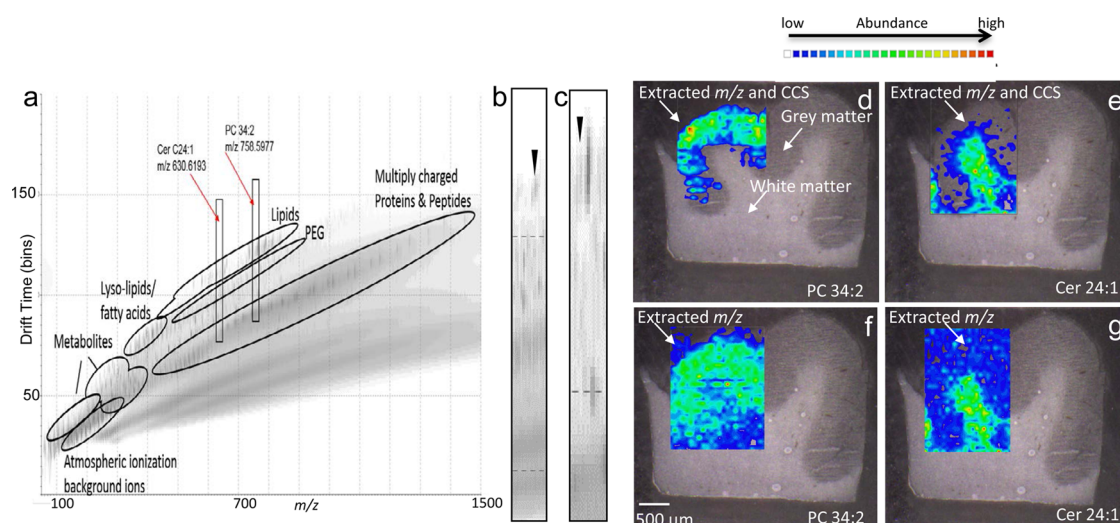 low Abundance high
a
b
c
Cer C24:1
m/z 630.6193
PC 34:2
m/z 758.5977
Multiply charged
Proteins & Peptides
150
Lipids
PEG
Lyso-lipids/
fatty acids
Metabolites
Drift Time (bins)
50
Atmospheric ionization
background ions
100
700
m/z
1500
Extracted m/z and CCS
d
Grey matter
White matter
PC 34:2
Extracted m/z and CCS
e
Cer 24:1
Extracted m/z
f
500 um
PC 34:2
Extracted m/z
g
Cer 24:1